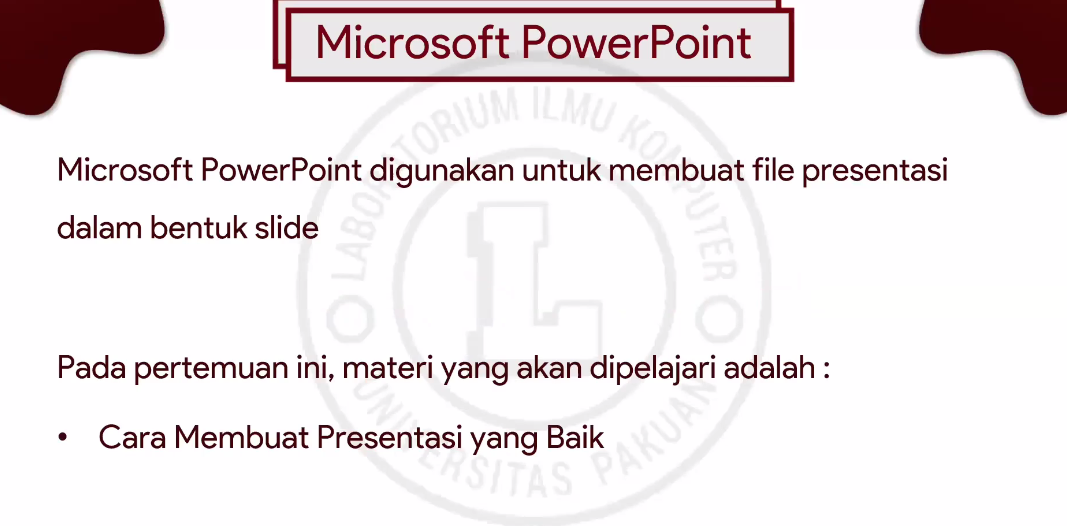 Microsoft PowerPoint
LABORATORIUM ILMU KOMPUTER
Microsoft PowerPoint digunakan untuk membuat file presentasi
dalam bentuk slide
L
Pada pertemuan ini, materi yang akan dipelajari adalah :
• Cara Membuat Presentasi yang Baik
UNIVERSITAS PAKUAN